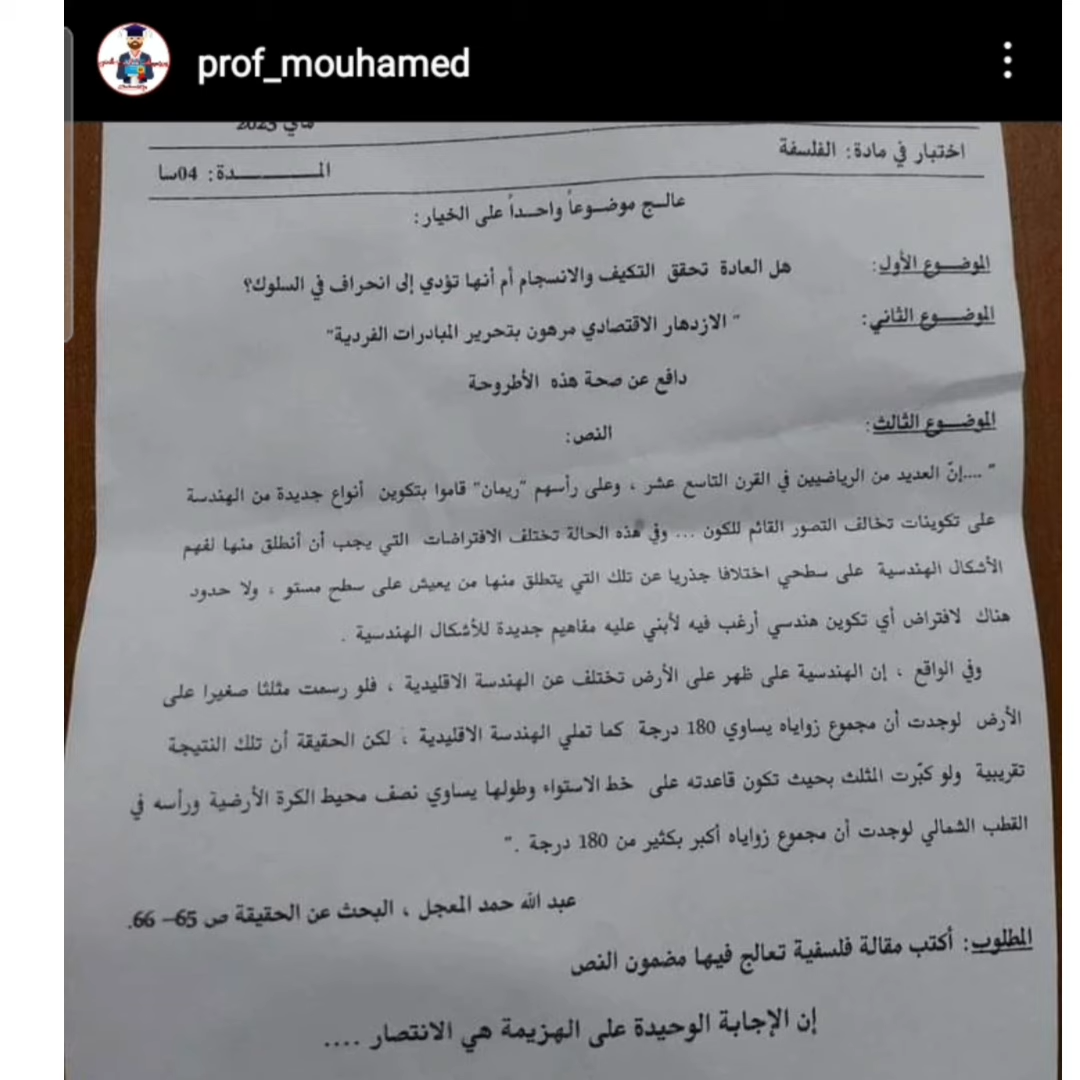 prof_mouhamed
ماي 2023
اختبار في مادة: الفلسفة
المـــــــدة: 04سا
عالـج موضـوعاً واحـداً على الخيار:
الموضـــوع الأول: هل العادة تحقق التكيف والانسجام أم أنها تؤدي إلى انحراف في السلوك؟
الموضـــوع الثاني: "الازدهار الاقتصادي مرهون بتحرير المبادرات الفردية"
دافع عن صحة هذه الأطروحة
الموضـــوع الثالث: النص:
"....إنّ العديد من الرياضيين في القرن التاسع عشر ، وعلى رأسهم "ريمان" قاموا بتكوين أنواع جديدة من الهندسة
على تكوينات تخالف التصور القائم للكون ... وفي هذه الحالة تختلف الافتراضات التي يجب أن أنطلق منها لفهم
الأشكال الهندسية على سطحي اختلافا جذريا عن تلك التي يتطلق منها من يعيش على سطح مستو ، ولا حدود
هناك لافتراض أي تكوين هندسي أرغب فيه لأبني عليه مفاهيم جديدة للأشكال الهندسية .
وفي الواقع ، إن الهندسية على ظهر على الأرض تختلف عن الهندسة الاقليدية ، فلو رسمت مثلثا صغيرا على
الأرض لوجدت أن مجموع زواياه يساوي 180 درجة كما تملي الهندسة الاقليدية ، لكن الحقيقة أن تلك النتيجة
تقريبية ولو كبّرت المثلث بحيث تكون قاعدته على خط الاستواء وطولها يساوي نصف محيط الكرة الأرضية ورأسه في
القطب الشمالي لوجدت أن مجموع زواياه أكبر بكثير من 180 درجة ."
عبد الله حمد المعجل ، البحث عن الحقيقة ص 65– 66.
المطلوب: أكتب مقالة فلسفية تعالج فيها مضمون النص
إن الإجابة الوحيدة على الهزيمة هي الانتصار ....